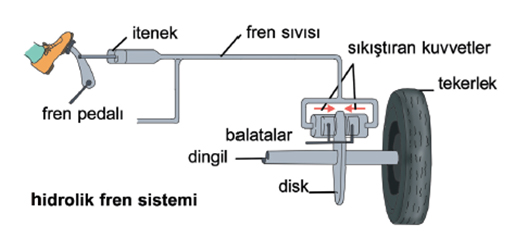 itenek
fren sıvısı
sıkıştıran kuvvetler
tekerlek
fren pedalı
balatalar
dingil
disk
hidrolik fren sistemi